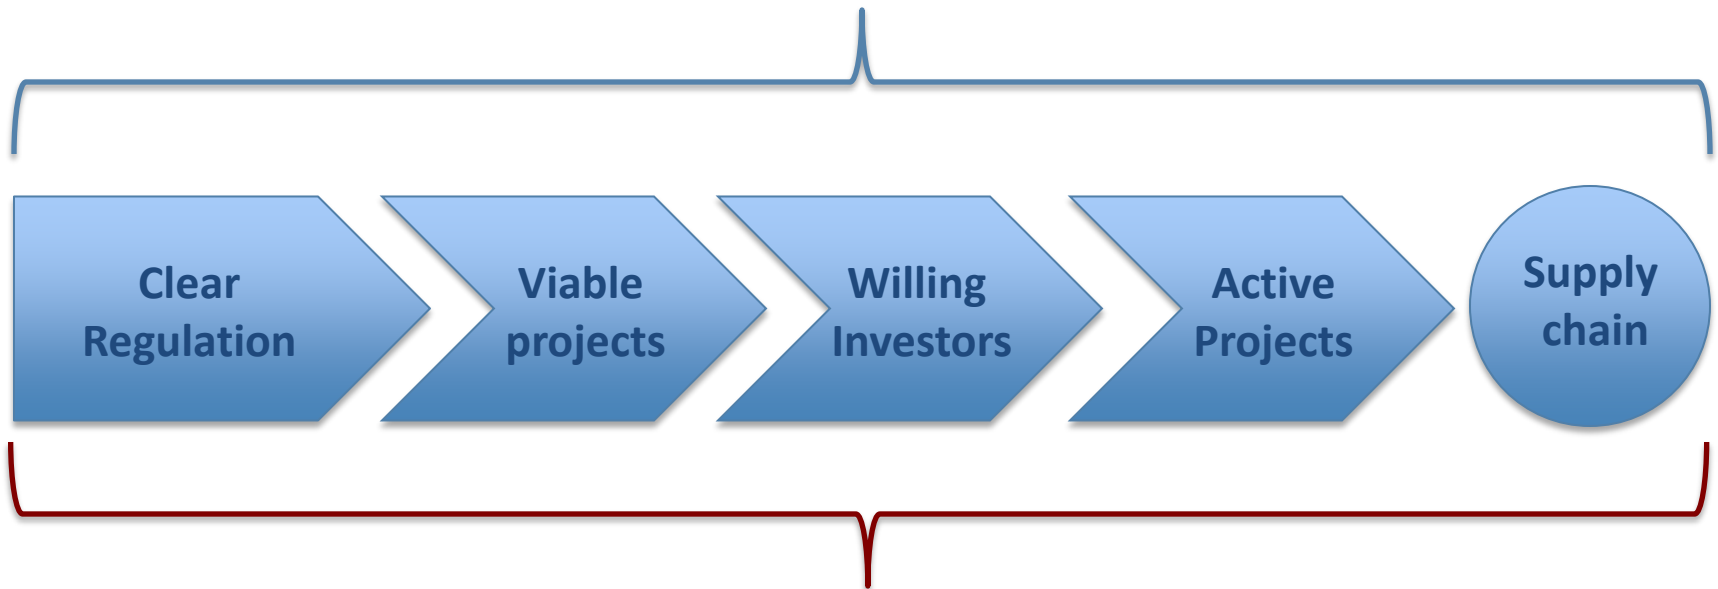 Clear
Regulation
Viable
projects
Willing
Investors
Active
Projects
Supply
chain